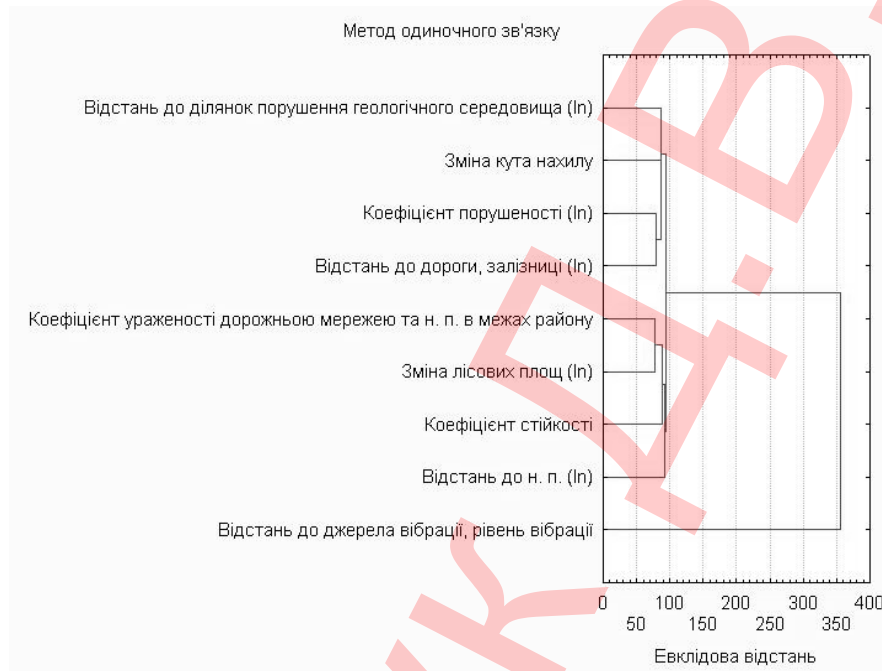 Метод одиночного зв'язку
Відстань до ділянок порушення геологічного середовища (ln)
Зміна кута нахилу
Коефіцієнт порушеності (ln)
Відстань до дороги, залізниці (ln)
Коефіцієнт ураженості дорожньою мережею та н. п. в межах району
Зміна лісових площ (ln)
Коефіцієнт стійкості
Відстань до н. п. (ln)
Відстань до джерела вібрації, рівень вібрації
0 100 200 300 400
50 150 250 350
Евклідова відстань